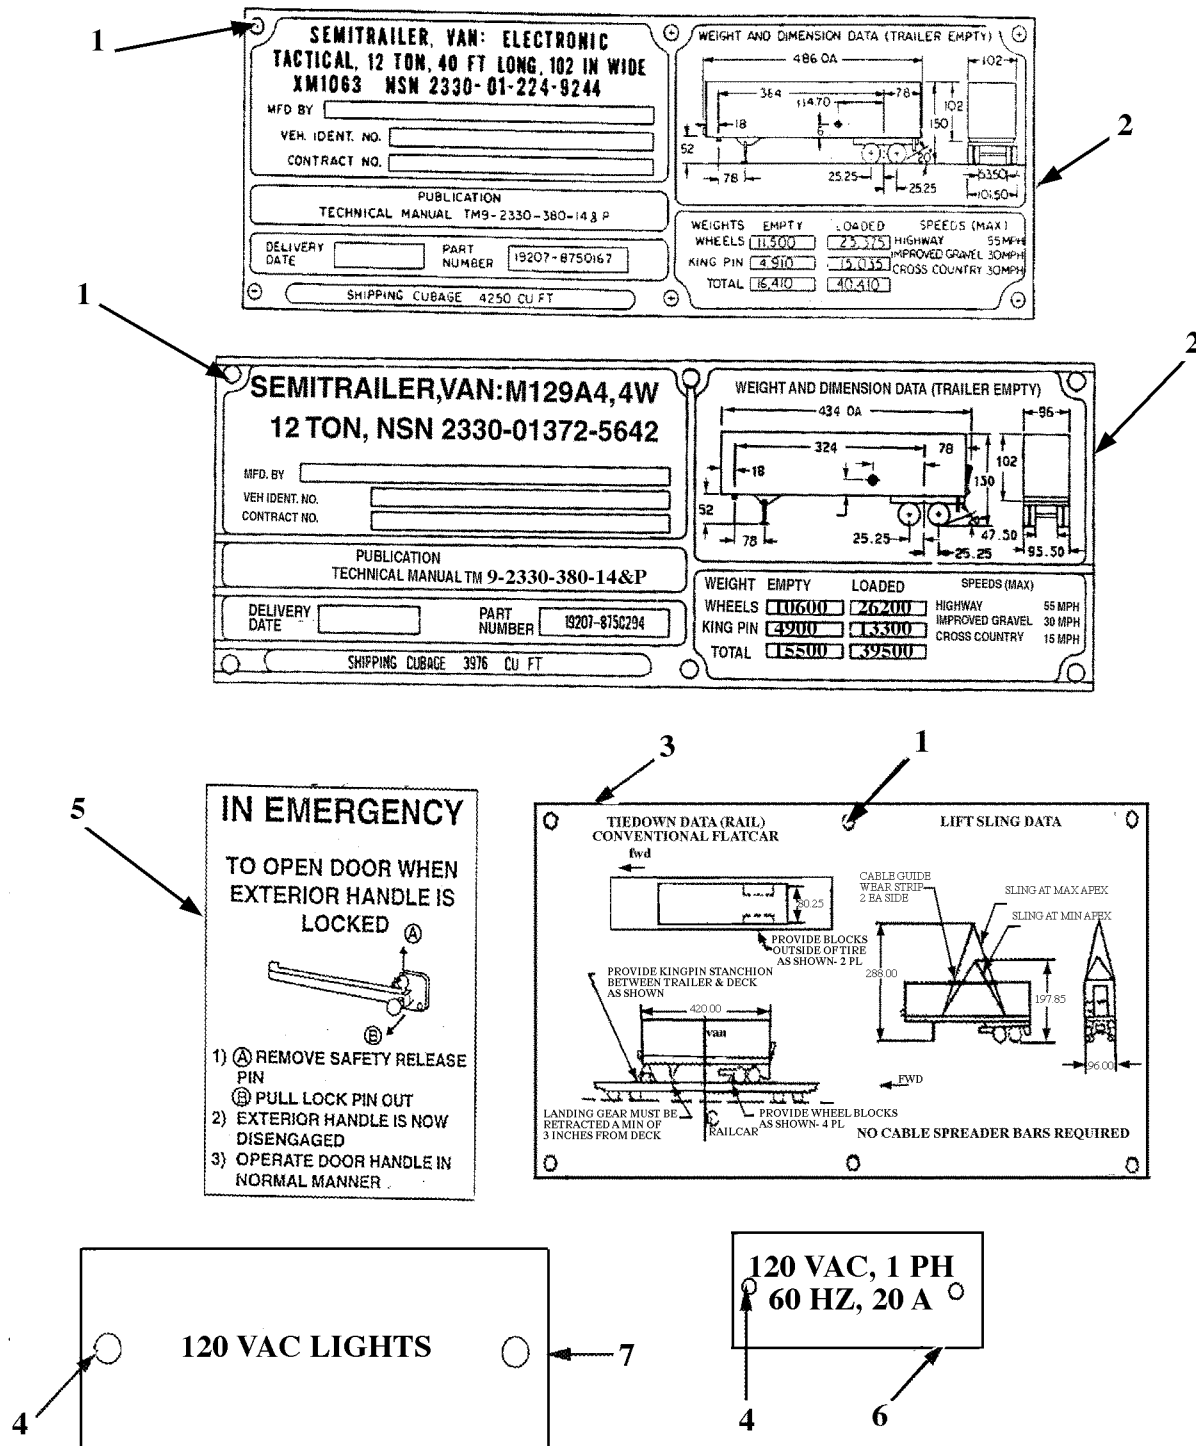 1
SEMITRAILER, VAN: ELECTRONIC
TACTICAL, 12 TON, 40 FT LONG, 102 IN WIDE
XM1063 NSN 2330-01-224-9244
MFD BY
VEH. IDENT. NO.
CONTRACT NO.
PUBLICATION
TECHNICAL MANUAL TM9-2330-380-14&P
DELIVERY
DATE
PART
NUMBER
19207-8750167
SHIPPING CUBAGE 4250 CU FT
WEIGHT AND DIMENSION DATA (TRAILER EMPTY)
486 OA
102
384
78
114.70
102
150
18
6
52
20
78
25.25
25.25
101.50
WEIGHTS EMPTY LOADED SPEEDS (MAX)
WHEELS 11,500 25,375 HIGHWAY 55MPH
KING PIN 4,910 15,035 IMPROVED GRAVEL 30MPH
CROSS COUNTRY 30MPH
TOTAL 16,410 40,410
2
1
SEMITRAILER,VAN:M129A4,4W
12 TON, NSN 2330-01372-5642
MFD. BY
VEH IDENT. NO.
CONTRACT NO.
PUBLICATION
TECHNICAL MANUAL TM 9-2330-380-14&P
DELIVERY
DATE
PART
NUMBER
19207-8750294
SHIPPING CUBAGE 3976 CU FT
WEIGHT AND DIMENSION DATA (TRAILER EMPTY)
434 OA
96
324
78
102
18
150
52
47.50
78
25.25
25.25
95.50
WEIGHT EMPTY LOADED SPEEDS (MAX)
WHEELS 10600 26200 HIGHWAY 55 MPH
KING PIN 4900 13300 IMPROVED GRAVEL 30 MPH
CROSS COUNTRY 15 MPH
TOTAL 15500 39500
2
5
IN EMERGENCY
TO OPEN DOOR WHEN
EXTERIOR HANDLE IS
LOCKED
A
B
1) A REMOVE SAFETY RELEASE
PIN
B PULL LOCK PIN OUT
2) EXTERIOR HANDLE IS NOW
DISENGAGED
3) OPERATE DOOR HANDLE IN
NORMAL MANNER
3
1
TIEDOWN DATA (RAIL)
CONVENTIONAL FLATCAR
fwd
80.25
PROVIDE BLOCKS
OUTSIDE OF TIRE
AS SHOWN- 2 PL
PROVIDE KINGPIN STANCHION
BETWEEN TRAILER & DECK
AS SHOWN
420.00
van
LANDING GEAR MUST BE
RETRACTED A MIN OF
3 INCHES FROM DECK
RAILCAR
PROVIDE WHEEL BLOCKS
AS SHOWN- 4 PL
LIFT SLING DATA
CABLE GUIDE
WEAR STRIP
2 EA SIDE
SLING AT MAX APEX
SLING AT MIN APEX
288.00
197.85
96.00
FWD
NO CABLE SPREADER BARS REQUIRED
120 VAC LIGHTS
4
7
120 VAC, 1 PH
60 HZ, 20 A
4
6